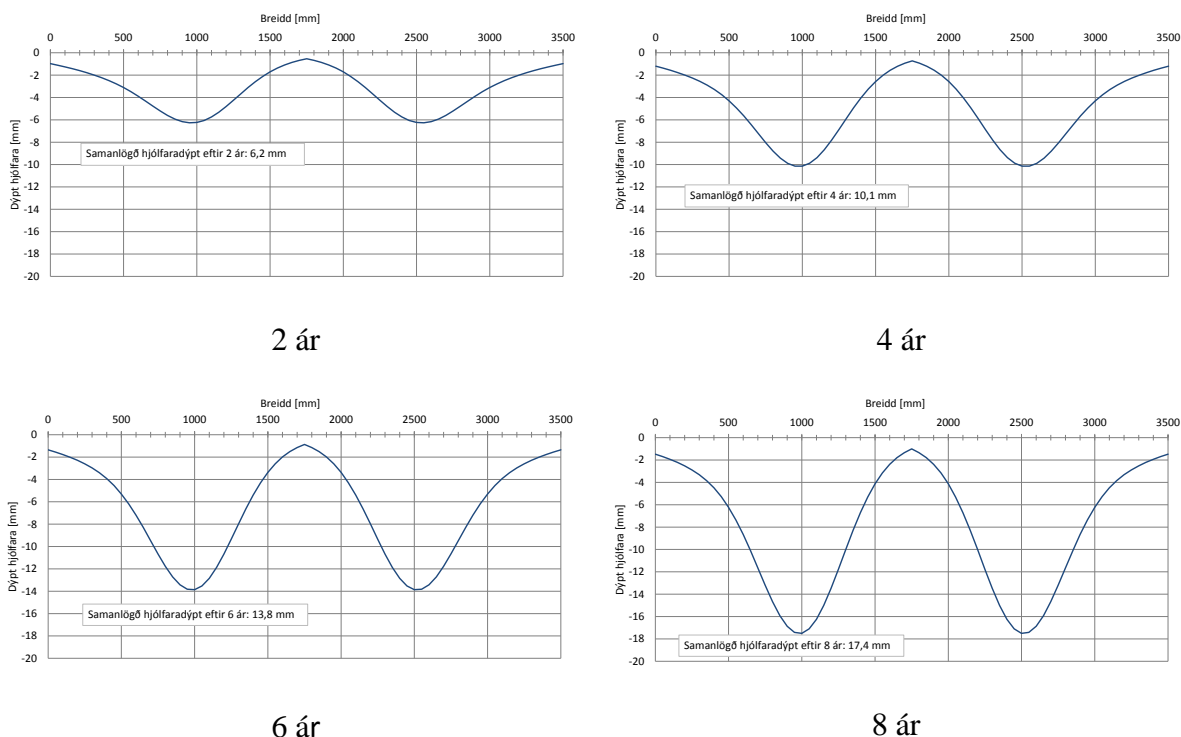 Breidd [mm]
0 500 1000 1500 2000 2500 3000 3500
0
-2
-4
-6
-8
-10
-12
-14
-16
-18
-20
Dýpt hjólfara [mm]
Samanlögð hjólfaradýpt eftir 2 ár: 6,2 mm
2 ár
Breidd [mm]
0 500 1000 1500 2000 2500 3000 3500
0
-2
-4
-6
-8
-10
-12
-14
-16
-18
-20
Dýpt hjólfara [mm]
Samanlögð hjólfaradýpt eftir 4 ár: 10,1 mm
4 ár
Breidd [mm]
0 500 1000 1500 2000 2500 3000 3500
0
-2
-4
-6
-8
-10
-12
-14
-16
-18
-20
Dýpt hjólfara [mm]
Samanlögð hjólfaradýpt eftir 6 ár: 13,8 mm
6 ár
Breidd [mm]
0 500 1000 1500 2000 2500 3000 3500
0
-2
-4
-6
-8
-10
-12
-14
-16
-18
-20
Dýpt hjólfara [mm]
Samanlögð hjólfaradýpt eftir 8 ár: 17,4 mm
8 ár